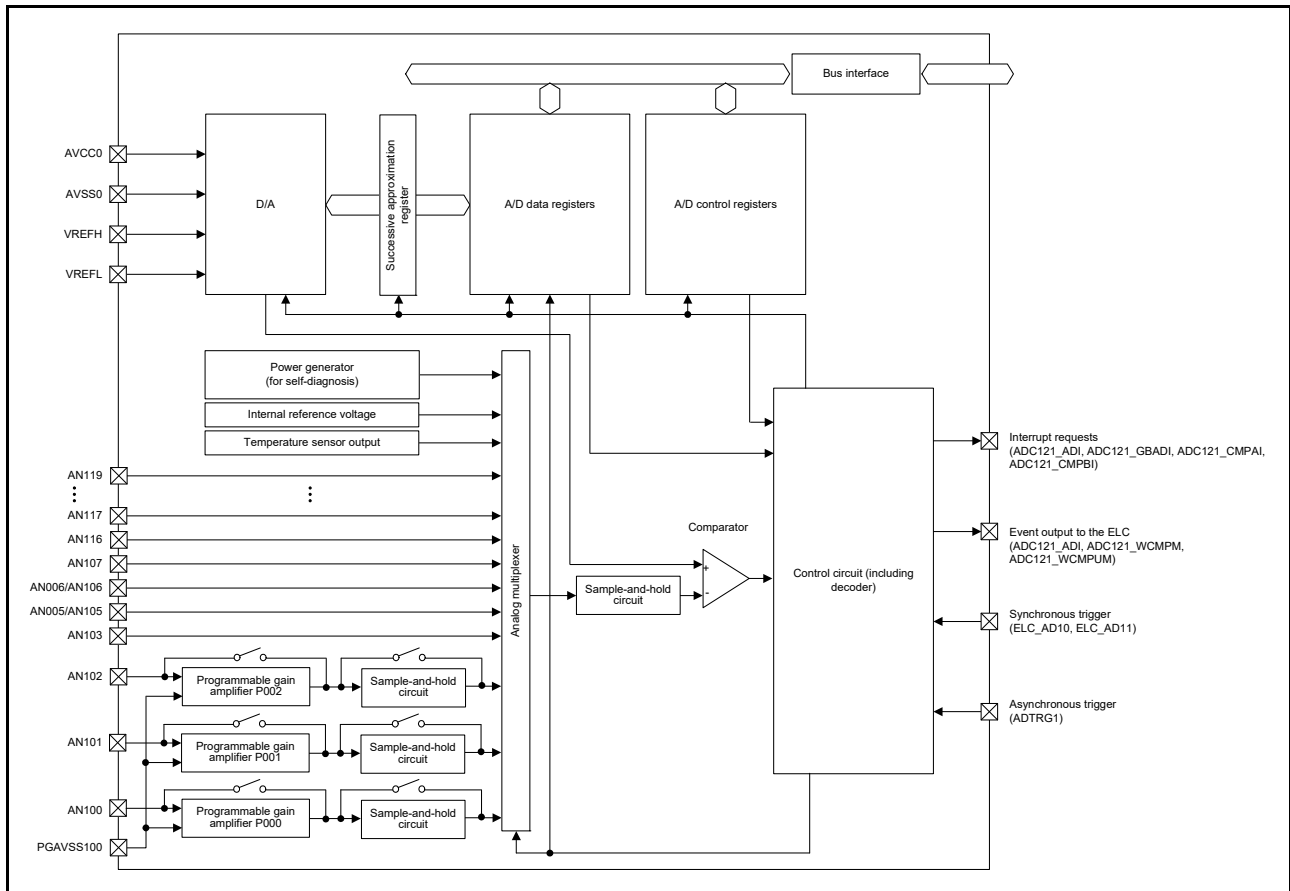 Bus interface
AVCC0
AVSS0
VREFH
VREFL
D/A
Successive approximation
register
A/D data registers
A/D control registers
Power generator
(for self-diagnosis)
Internal reference voltage
Temperature sensor output
AN119
AN117
AN116
AN107
AN006/AN106
AN005/AN105
AN103
AN102
AN101
AN100
PGAVSS100
Programmable gain
amplifier P002
Sample-and-hold
circuit
Programmable gain
amplifier P001
Sample-and-hold
circuit
Programmable gain
amplifier P000
Sample-and-hold
circuit
Analog multiplexer
Sample-and-hold
circuit
Comparator
+
-
Control circuit (including
decoder)
Interrupt requests
(ADC121_ADI, ADC121_GBADI, ADC121_CMPAI,
ADC121_CMPBI)
Event output to the ELC
(ADC121_ADI, ADC121_WCMPM,
ADC121_WCMPUM)
Synchronous trigger
(ELC_AD10, ELC_AD11)
Asynchronous trigger
(ADTRG1)